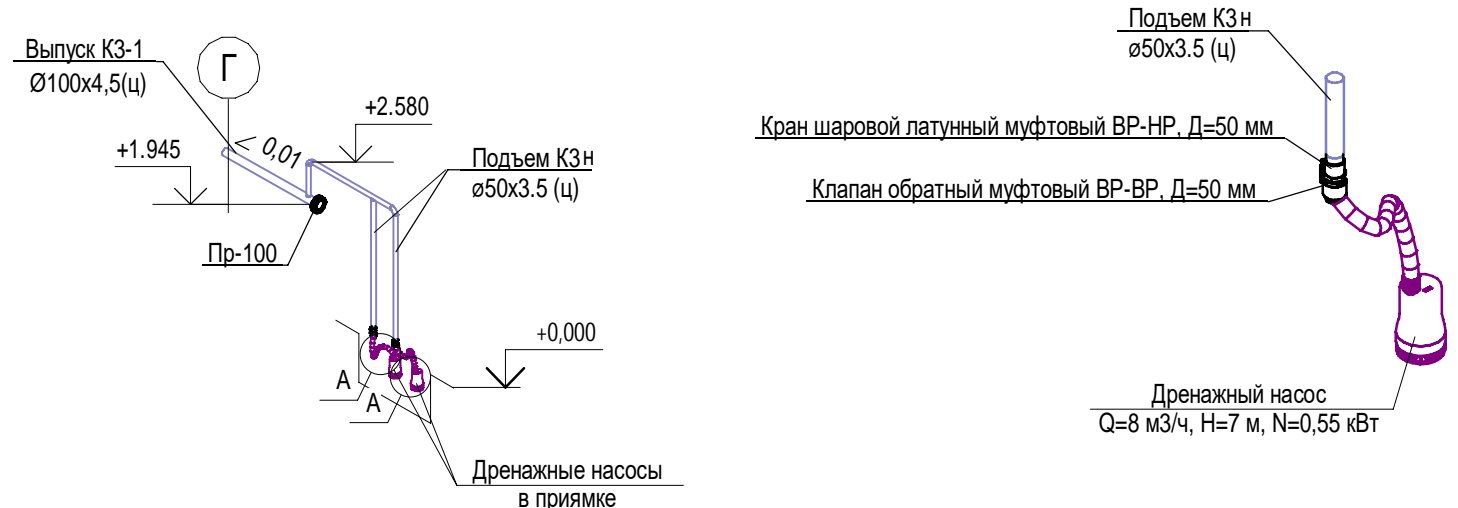 Выпуск К3-1
Ø100х4,5(ц)
Г
+2.580
0,01
+1.945
Подъем К3н
ø50х3.5 (ц)
Пр-100
+0,000
А
А
Дренажные насосы
в приямке
Подъем К3н
ø50х3.5 (ц)
Кран шаровой латунный муфтовый ВР-НР, Д=50 мм
Клапан обратный муфтовый ВР-ВР, Д=50 мм
Дренажный насос
Q=8 м3/ч, Н=7 м, N=0,55 кВт